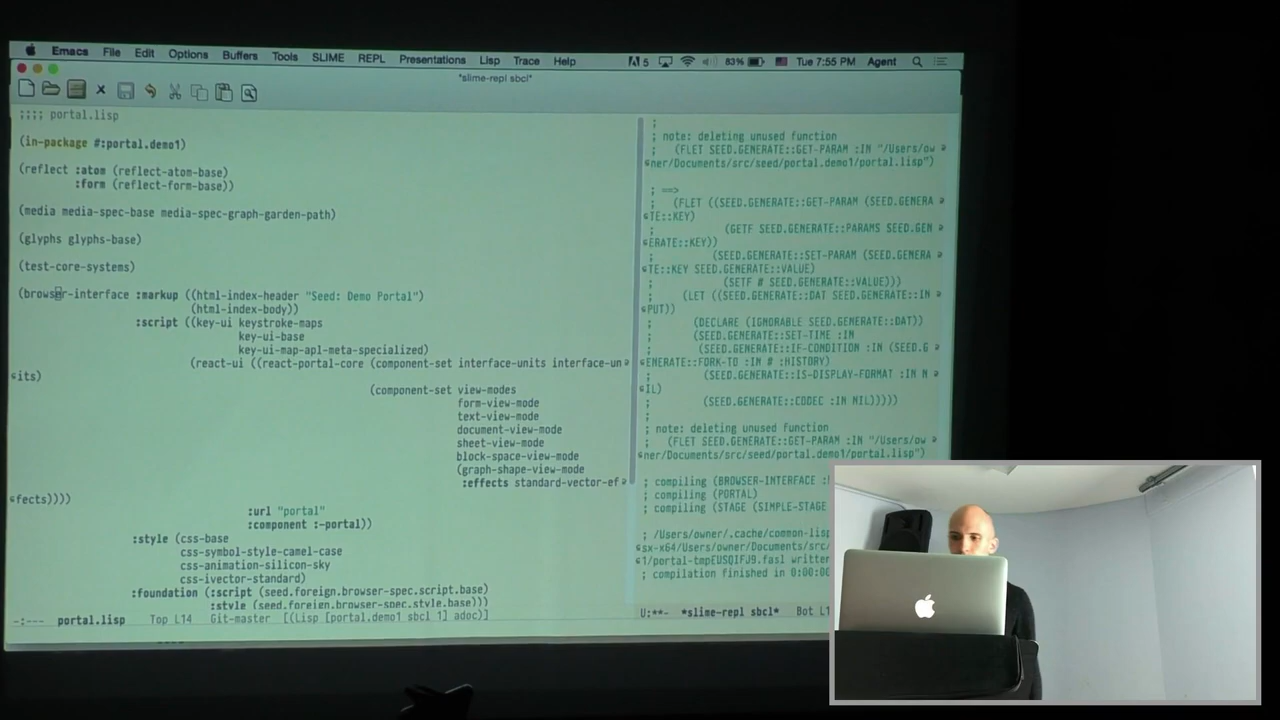 Emacs File Edit Options Buffers Tools SLIME REPL Presentations Lisp Trace Help 5 83% Tue 7:55 PM Agent
*slime-repl sbcl*
;;;; portal.lisp
(in-package #:portal.demo1)
(reflect :atom (reflect-atom-base)
:form (reflect-form-base))
(media media-spec-base media-spec-graph-garden-path)
(glyphs glyphs-base)
(test-core-systems)
(browser-interface :markup ((html-index-header "Seed: Demo Portal")
(html-index-body))
:script ((key-ui keystroke-maps
key-ui-base
key-ui-map-apl-meta-specialized)
(react-ui ((react-portal-core (component-set interface-units interface-un
its)
(component-set view-modes
form-view-mode
text-view-mode
document-view-mode
sheet-view-mode
block-space-view-mode
(graph-shape-view-mode
:effects standard-vector-ef
fects))))
:url "portal"
:component :-portal))
:style (css-base
css-symbol-style-camel-case
css-animation-silicon-sky
css-ivector-standard)
:foundation (:script (seed.foreign.browser-spec.script.base)
:style (seed.foreign.browser-spec.style.base)))
-:--- portal.lisp Top L14 Git-master [(Lisp [portal.demo1 sbcl 1] adoc)]
;
; note: deleting unused function
; (FLET SEED.GENERATE::GET-PARAM :IN "/Users/ow
ner/Documents/src/seed/portal.demo1/portal.lisp")
; ==>
; (FLET ((SEED.GENERATE::GET-PARAM (SEED.GENERA
TE::KEY)
; (GETF SEED.GENERATE::PARAMS SEED.GEN
ERATE::KEY))
; (SEED.GENERATE::SET-PARAM (SEED.GENERA
TE::KEY SEED.GENERATE::VALUE)
; (SETF # SEED.GENERATE::VALUE)))
; (LET ((SEED.GENERATE::DAT SEED.GENERATE::IN
PUT))
; (DECLARE (IGNORABLE SEED.GENERATE::DAT))
; (SEED.GENERATE::SET-TIME :IN
; (SEED.GENERATE::IF-CONDITION :IN (SEED.G
ENERATE::FORK-TO :IN # :HISTORY)
; (SEED.GENERATE::IS-DISPLAY-FORMAT :IN N
IL)
; (SEED.GENERATE::CODEC :IN NIL)))))
;
; note: deleting unused function
; (FLET SEED.GENERATE::GET-PARAM :IN "/Users/ow
ner/Documents/src/seed/portal.demo1/portal.lisp")
; compiling (BROWSER-INTERFACE
; compiling (PORTAL)
; compiling (STAGE (SIMPLE-STAGE
; /Users/owner/.cache/common-lis
sx-x64/Users/owner/Documents/src
1/portal-tmpEUSQIFJ9.fasl written
; compilation finished in 0:00:00
U:**- *slime-repl sbcl* Bot L1